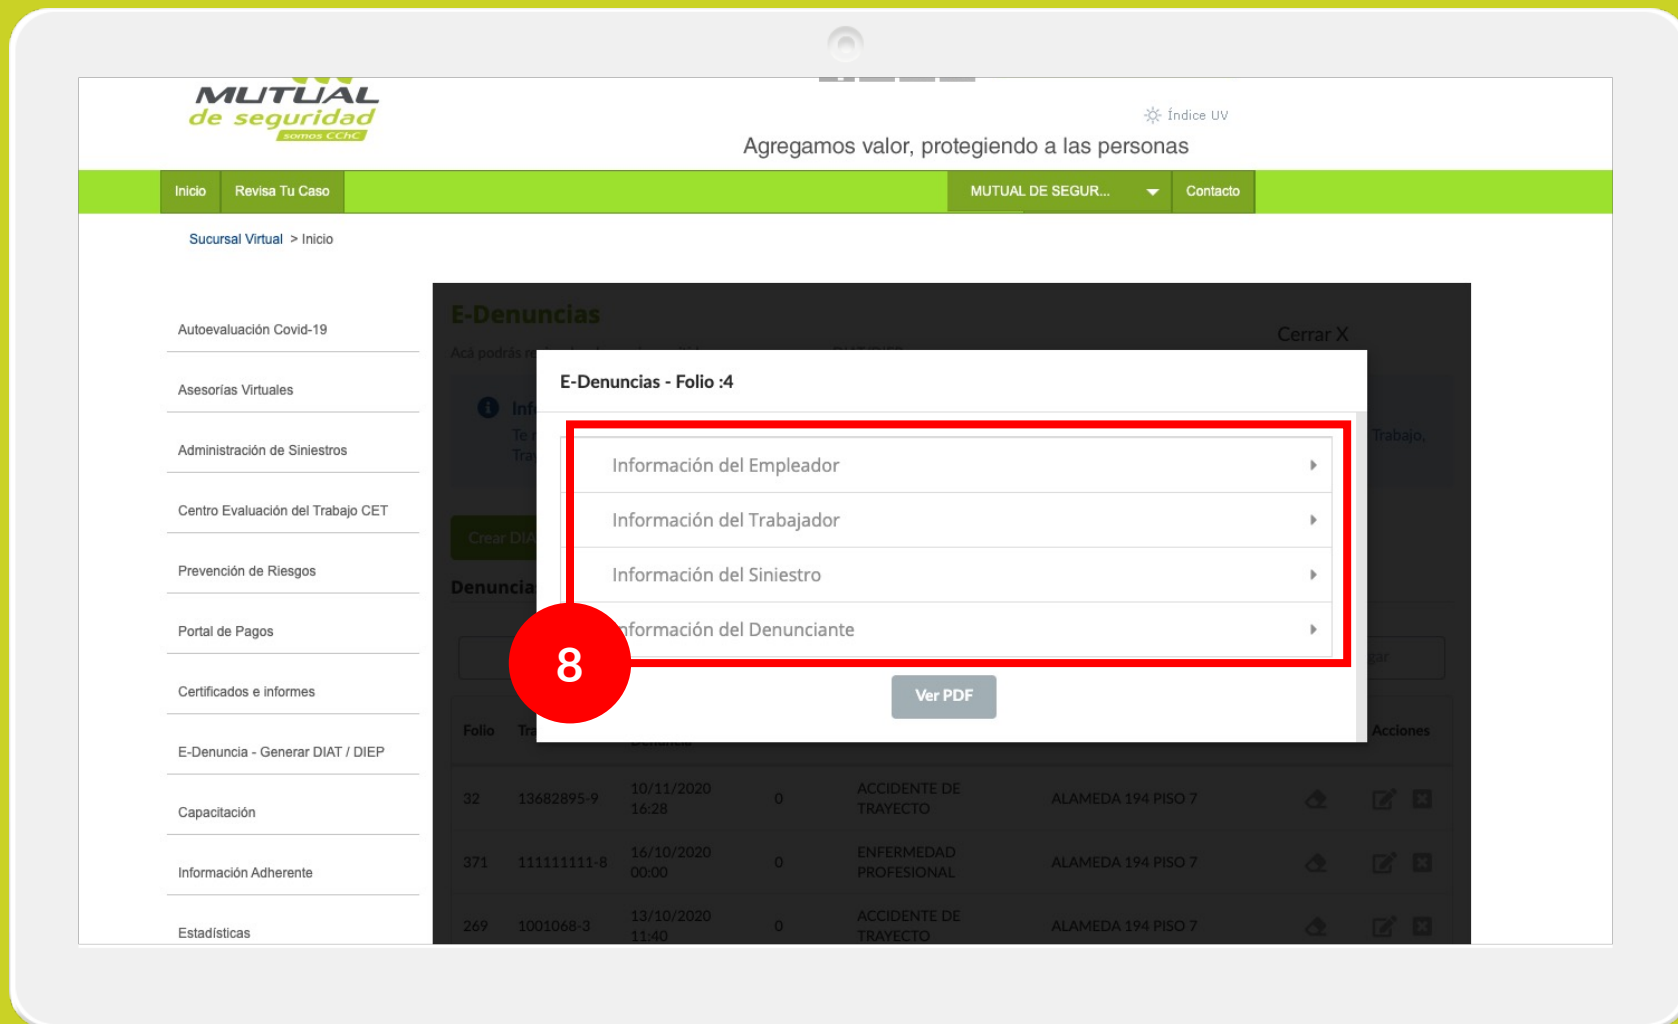 MUTUAL
de seguridad
somos CChC
Índice UV
Agregamos valor, protegiendo a las personas
Inicio Revisa Tu Caso MUTUAL DE SEGUR... Contacto
Sucursal Virtual > Inicio
Autoevaluación Covid-19
Asesorías Virtuales
Administración de Siniestros
Centro Evaluación del Trabajo CET
Prevención de Riesgos
Portal de Pagos
Certificados e informes
E-Denuncia - Generar DIAT / DIEP
Capacitación
Información Adherente
Estadísticas
E-Denuncias
Cerrar X
Acá podrás
E-Denuncias - Folio :4
Te
Trabajo,
Información del Empleador
Información del Trabajador
Información del Siniestro
Información del Denunciante
8
Ver PDF
Crear
Folio Acciones
32 13682895-9 10/11/2020 16:28 0 ACCIDENTE DE TRAYECTO ALAMEDA 194 PISO 7
371 111111111-8 16/10/2020 00:00 0 ENFERMEDAD PROFESIONAL ALAMEDA 194 PISO 7
269 1001068-3 13/10/2020 11:40 0 ACCIDENTE DE TRAYECTO ALAMEDA 194 PISO 7